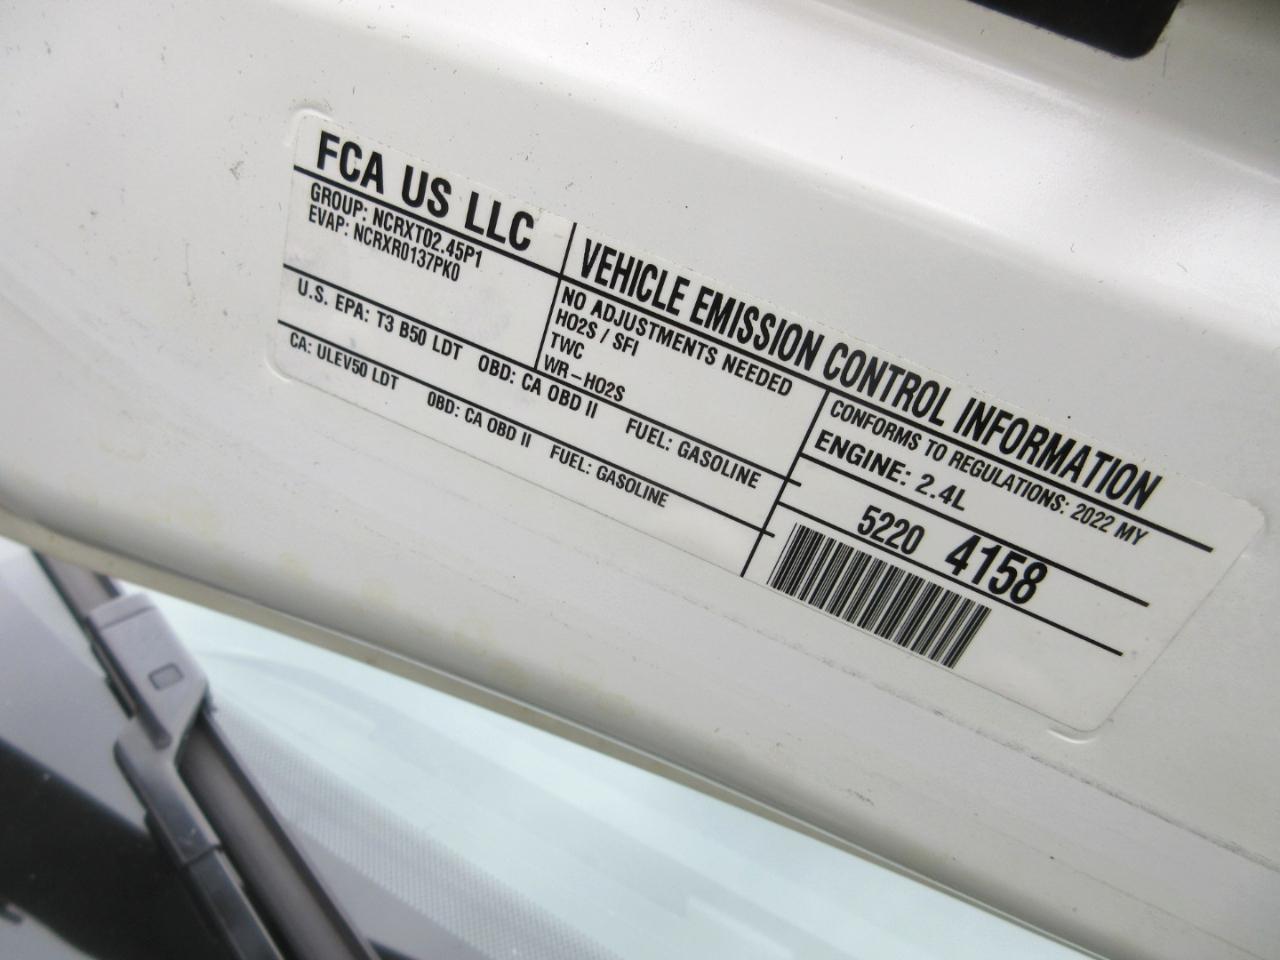 FCA US LLC
VEHICLE EMISSION CONTROL INFORMATION
GROUP: NCRXT02.45P1
EVAP: NCRXR0137PK0
NO ADJUSTMENTS NEEDED
HO2S / SFI
TWC
WR-HO2S
CONFORMS TO REGULATIONS: 2022 MY
ENGINE: 2.4L
U.S. EPA: T3 B50 LDT OBD: CA OBD II FUEL: GASOLINE
CA: ULEV50 LDT OBD: CA OBD II FUEL: GASOLINE
5220 4158